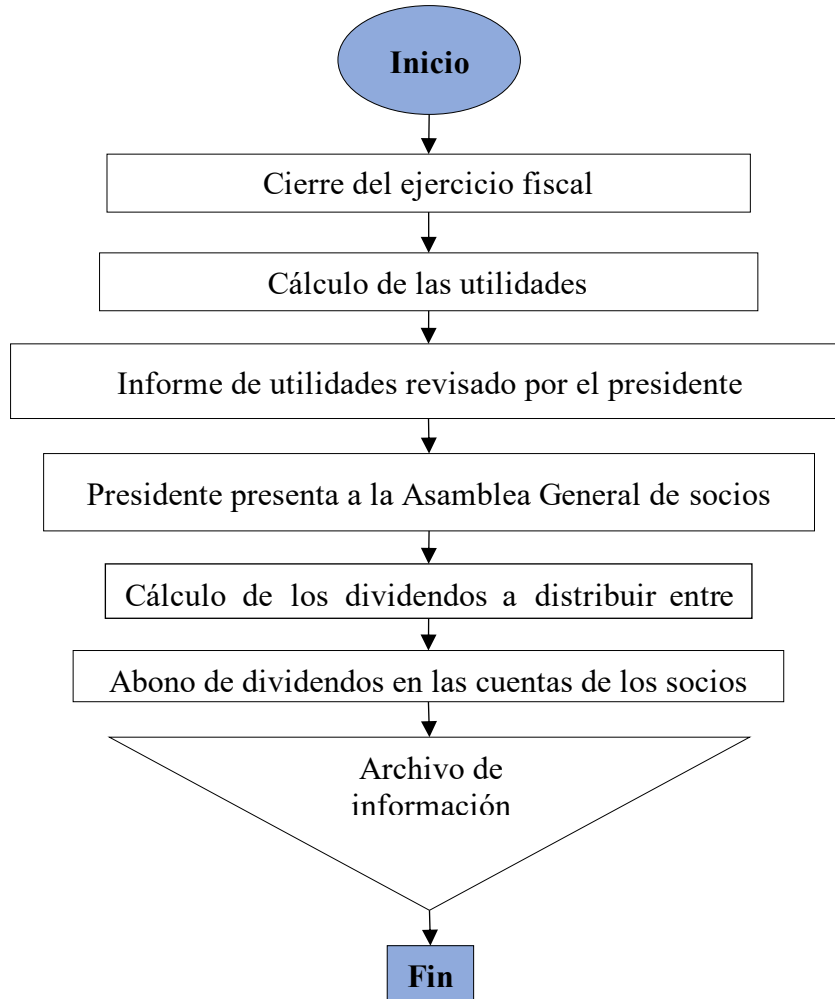 Inicio
Cierre del ejercicio fiscal
Cálculo de las utilidades
Informe de utilidades revisado por el presidente
Presidente presenta a la Asamblea General de socios
Cálculo de los dividendos a distribuir entre
Abono de dividendos en las cuentas de los socios
Archivo de
información
Fin